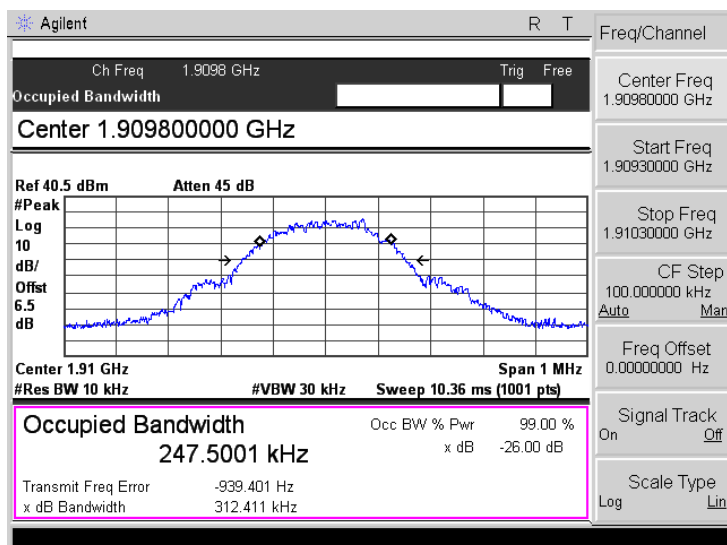 Agilent R T
Ch Freq 1.9098 GHz Trig Free
Occupied Bandwidth
Center 1.909800000 GHz
Ref 40.5 dBm Atten 45 dB
#Peak
Log
10
dB/
Offst
6.5
dB
Center 1.91 GHz Span 1 MHz
#Res BW 10 kHz #VBW 30 kHz Sweep 10.36 ms (1001 pts)
Occupied Bandwidth Occ BW % Pwr 99.00 %
247.5001 kHz x dB -26.00 dB
Transmit Freq Error -939.401 Hz
x dB Bandwidth 312.411 kHz
Freq/Channel
Center Freq
1.90980000 GHz
Start Freq
1.90930000 GHz
Stop Freq
1.91030000 GHz
CF Step
100.000000 kHz
Auto Man
Freq Offset
0.00000000 Hz
Signal Track
On Off
Scale Type
Log Lin